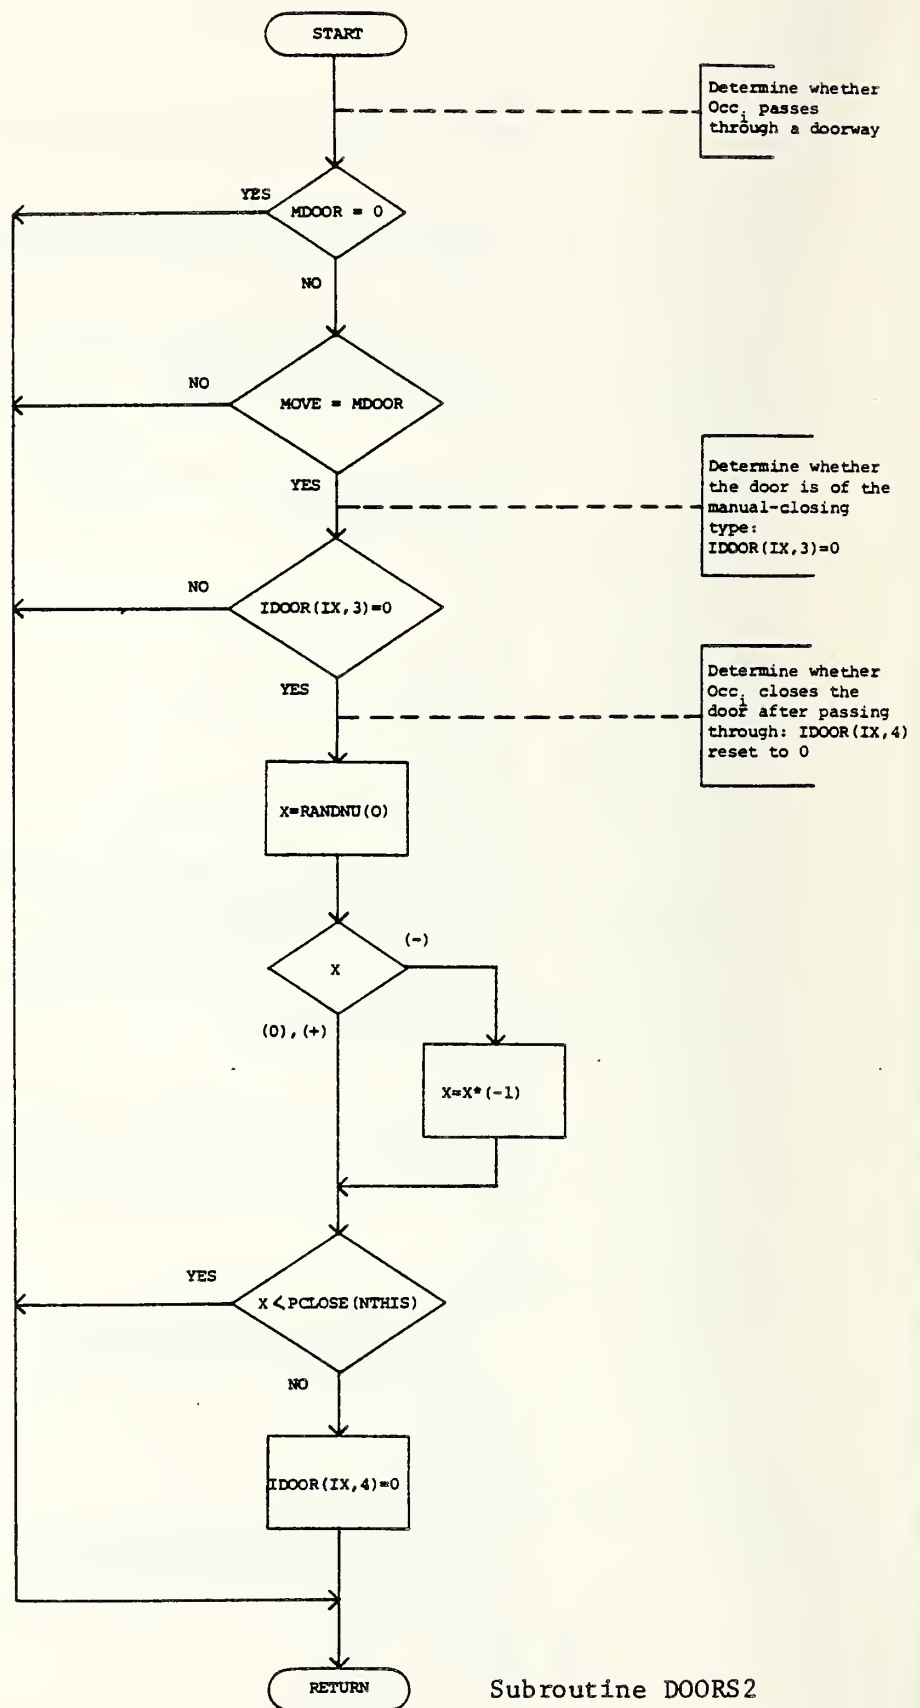 START
Determine whether
Occi passes
through a doorway
YES
MDOOR = 0
NO
NO
MOVE = MDOOR
YES
Determine whether
the door is of the
manual-closing
type:
IDOOR(IX,3)=0
NO
IDOOR(IX,3)=0
YES
Determine whether
Occi closes the
door after passing
through: IDOOR(IX,4)
reset to 0
X=RANDNU(0)
(-)
X
(0),(+)
X=X*(-1)
YES
X<PCLOSE(NTHIS)
NO
IDOOR(IX,4)=0
RETURN
Subroutine DOORS2